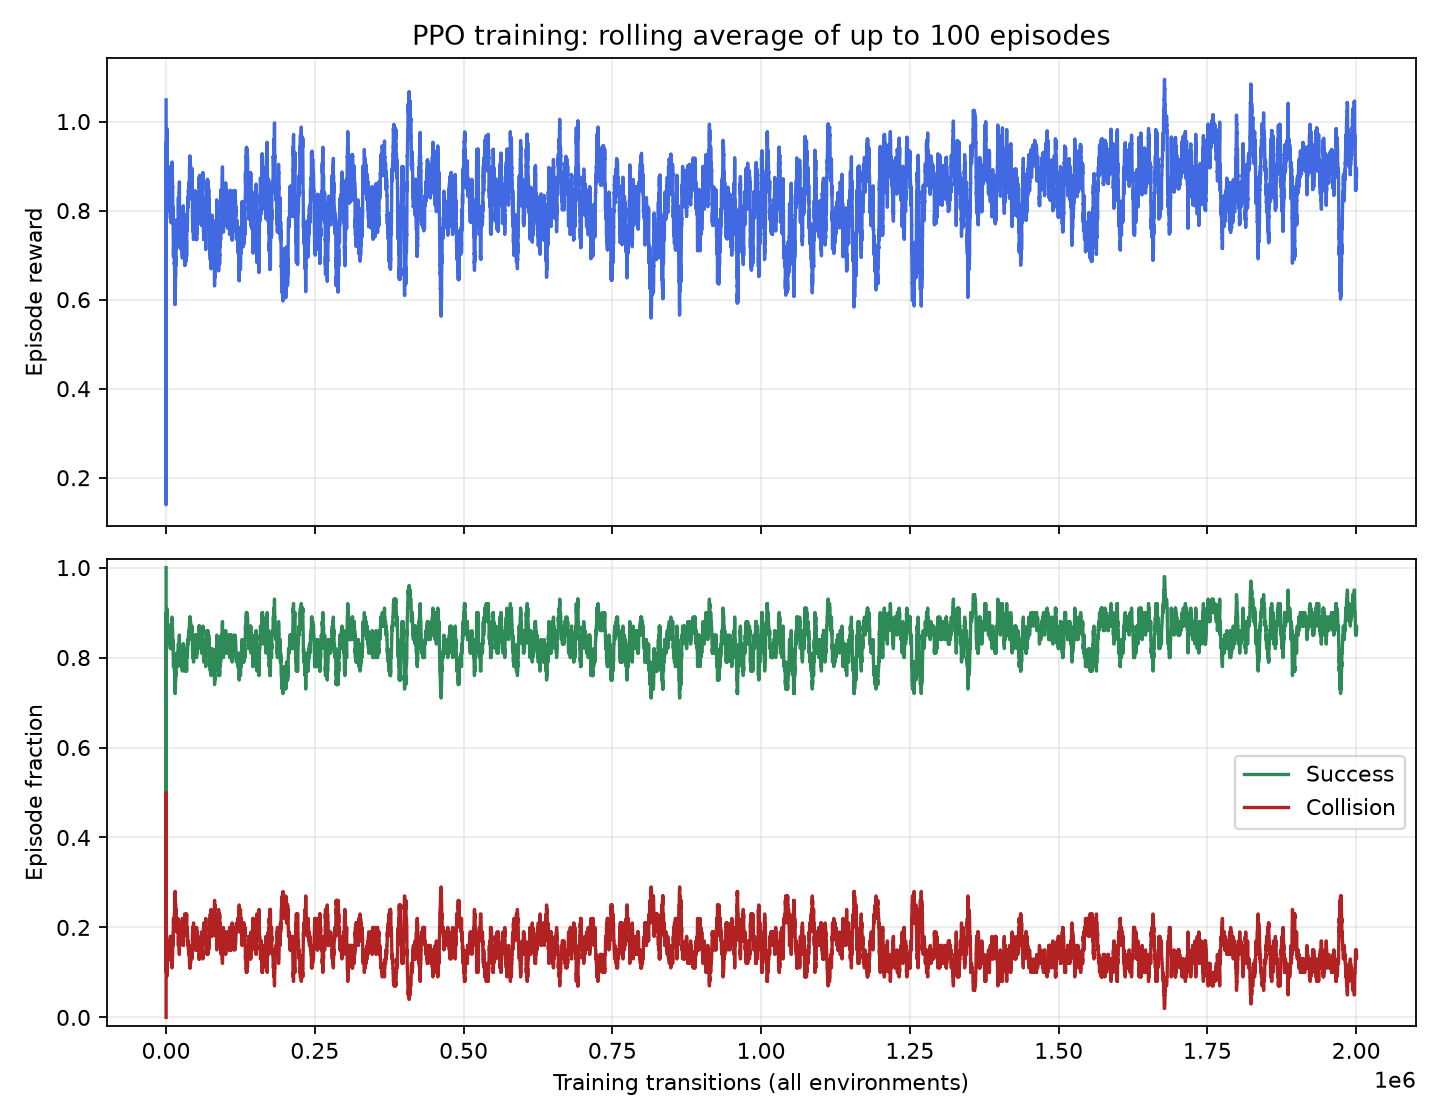 PPO training: rolling average of up to 100 episodes
1.0
0.8
0.6
0.4
0.2
Episode reward
1.0
0.8
0.6
0.4
0.2
0.0
Episode fraction
Success
Collision
0.00 0.25 0.50 0.75 1.00 1.25 1.50 1.75 2.00
1e6
Training transitions (all environments)